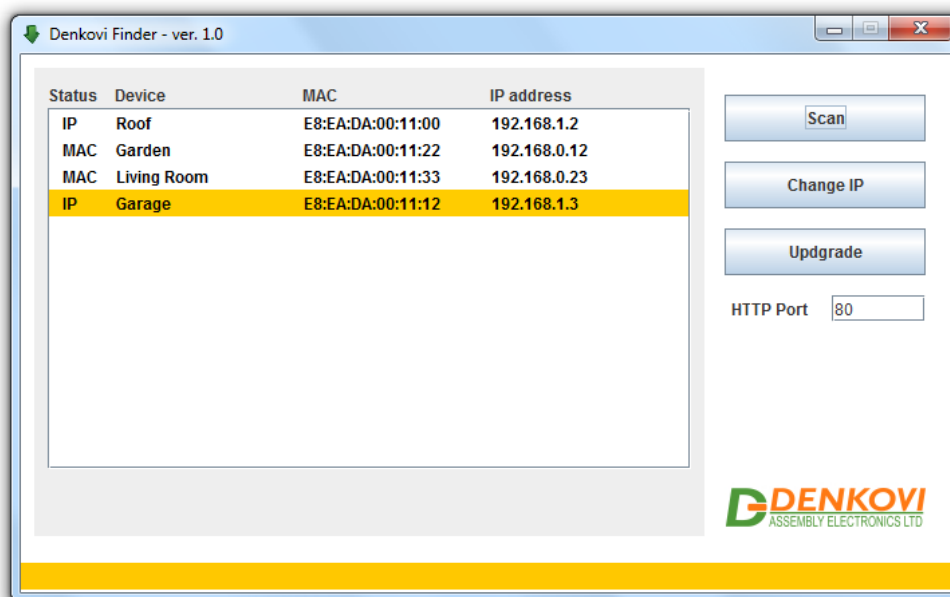 Denkovi Finder - ver. 1.0
Status Device MAC IP address
IP Roof E8:EA:DA:00:11:00 192.168.1.2
MAC Garden E8:EA:DA:00:11:22 192.168.0.12
MAC Living Room E8:EA:DA:00:11:33 192.168.0.23
IP Garage E8:EA:DA:00:11:12 192.168.1.3
Scan
Change IP
Updgrade
HTTP Port 80
DENKOVI
ASSEMBLY ELECTRONICS LTD